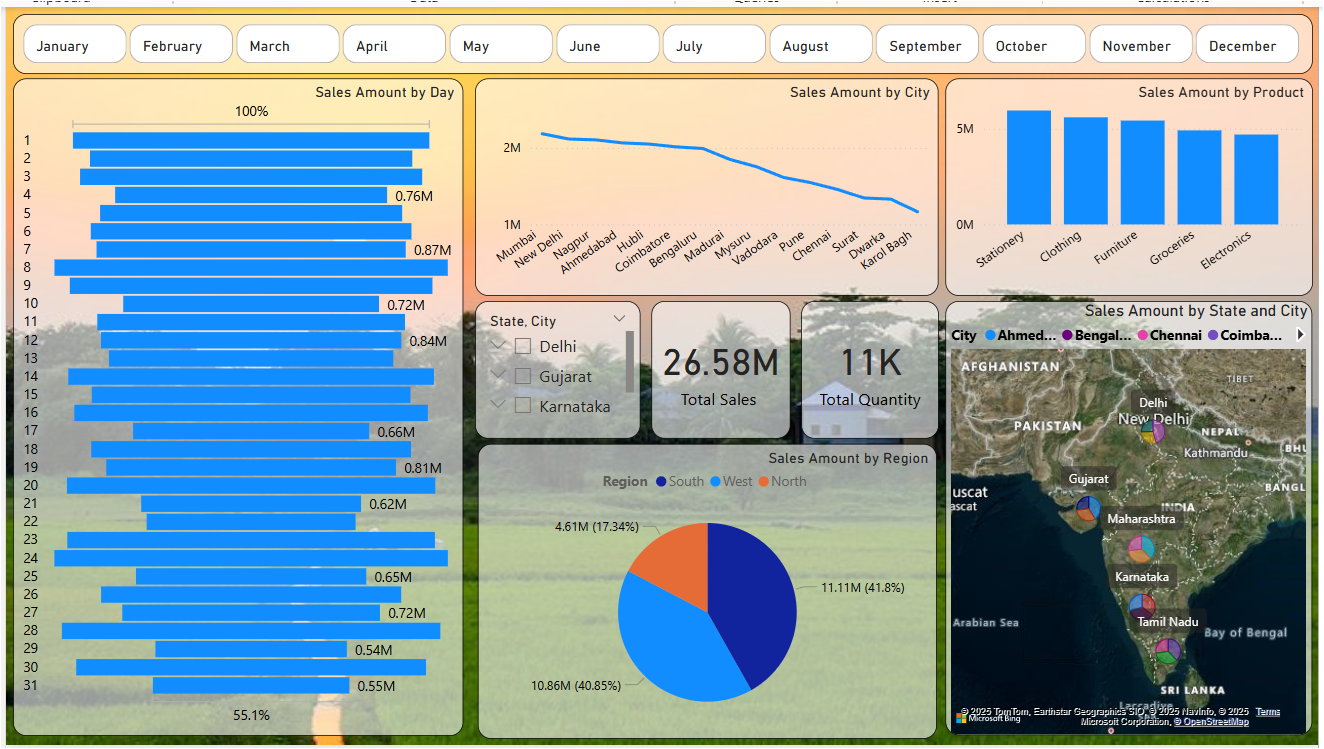 January
February
March
April
May
June
July
August
September
October
November
December
Sales Amount by Day
100%
1
2
3
4 0.76M
5
6
7 0.87M
8
9
10 0.72M
11
12 0.84M
13
14
15
16
17 0.66M
18
19 0.81M
20
21 0.62M
22
23
24
25 0.65M
26
27 0.72M
28
29 0.54M
30
31 0.55M
55.1%
Sales Amount by City
2M
1M
Mumbai
New Delhi
Nagpur
Ahmedabad
Hubli
Coimbatore
Bengaluru
Madurai
Mysuru
Vadodara
Pune
Chennai
Surat
Dwarka
Karol Bagh
Sales Amount by Product
5M
0M
Stationery
Clothing
Furniture
Groceries
Electronics
State, City
Delhi
Gujarat
Karnataka
26.58M
Total Sales
11K
Total Quantity
Sales Amount by Region
Region South West North
4.61M (17.34%)
11.11M (41.8%)
10.86M (40.85%)
Sales Amount by State and City
City Ahmed... Bengal... Chennai Coimba...
AFGHANISTAN
TIBET
Delhi
New Delhi
PAKISTAN
NEPAL
BHU
Kathmandu
Gujarat
BANGL
uscat
ascat
INDIA
Maharashtra
Karnataka
Tamil Nadu
Arabian Sea
Bay of Bengal
SRI LANKA
Laccadive
Microsoft Bing
© 2025 TomTom, Earthstar Geographics SIO, © 2025 NavInfo, © 2025 Terms
Microsoft Corporation, © OpenStreetMap